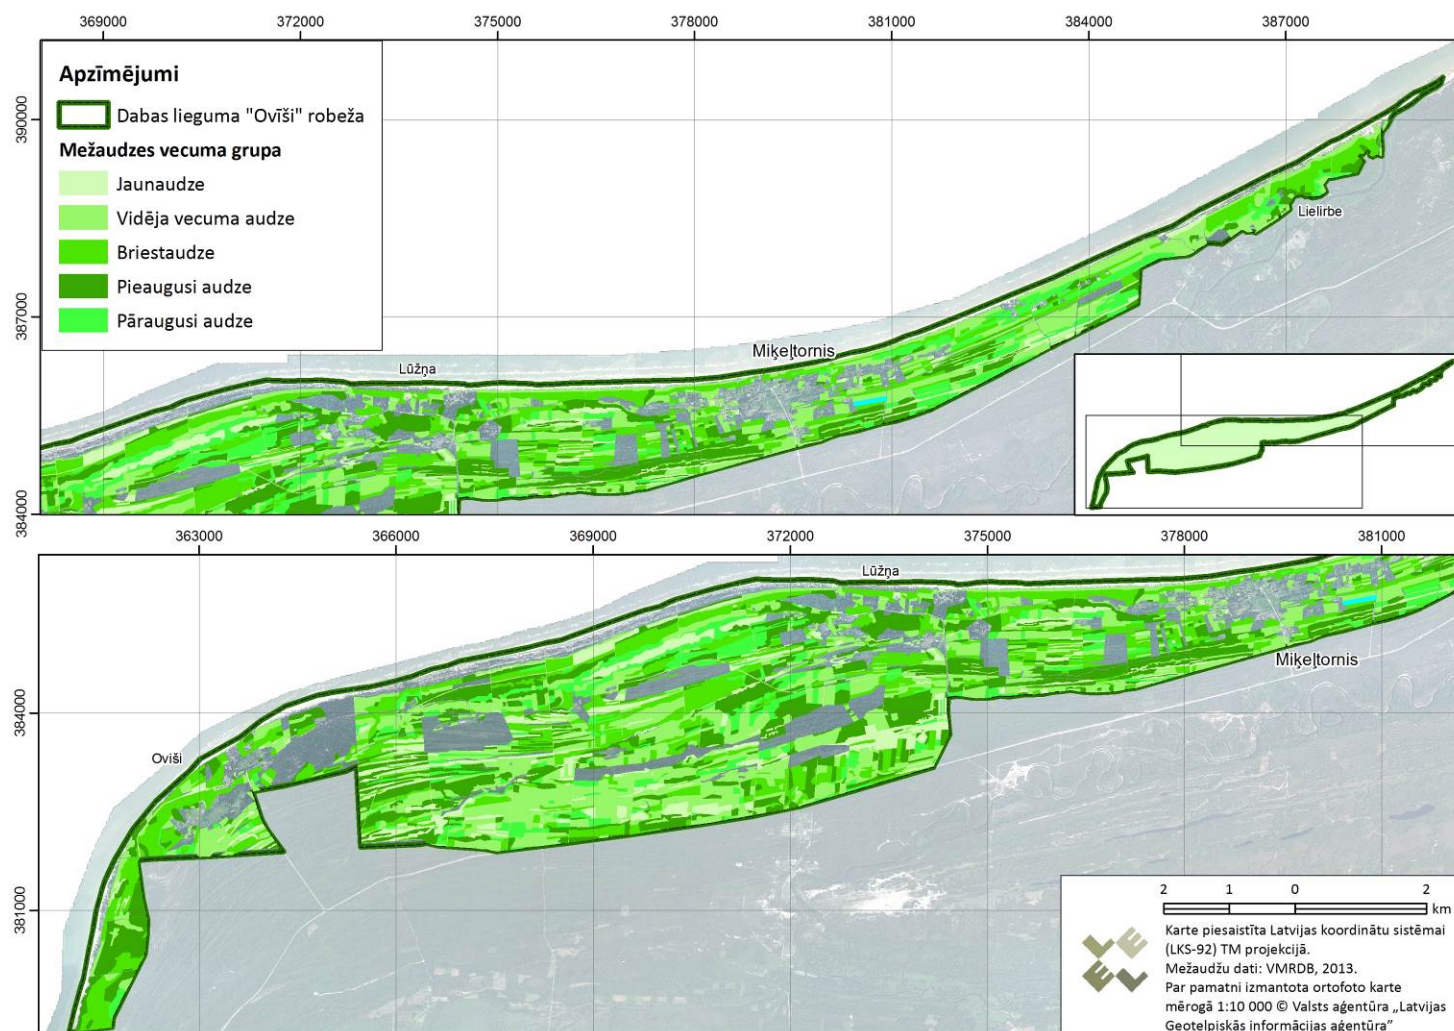 369000 372000 375000 378000 381000 384000 387000
390000
387000
384000
Apzīmējumi
Dabas lieguma "Ovīši" robeža
Mežaudzes vecuma grupa
Jaunaudze
Vidēja vecuma audze
Briestaudze
Pieaugusi audze
Pāraugusi audze
Lielirbe
Miķeļtornis
Lūžņa
363000 366000 369000 372000 375000 378000 381000
384000
381000
Lūžņa
Miķeļtornis
Oviši
2 1 0 2
km
Karte piesaistīta Latvijas koordinātu sistēmai
(LKS-92) TM projekcijā.
Mežaudžu dati: VMRDB, 2013.
Par pamatni izmantota ortofoto karte
mērogā 1:10 000 © Valsts aģentūra „Latvijas
Ģeotelpiskās informācijas aģentūra”